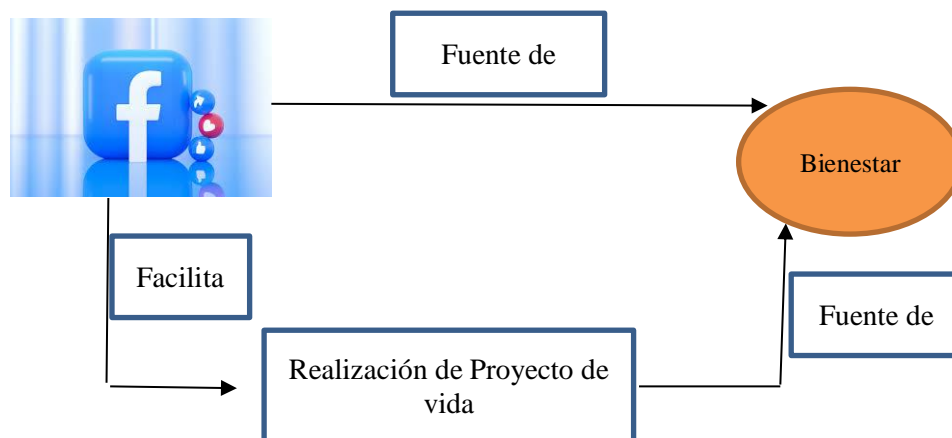 Fuente de
f
Bienestar
Facilita
Fuente de
Realización de Proyecto de
vida